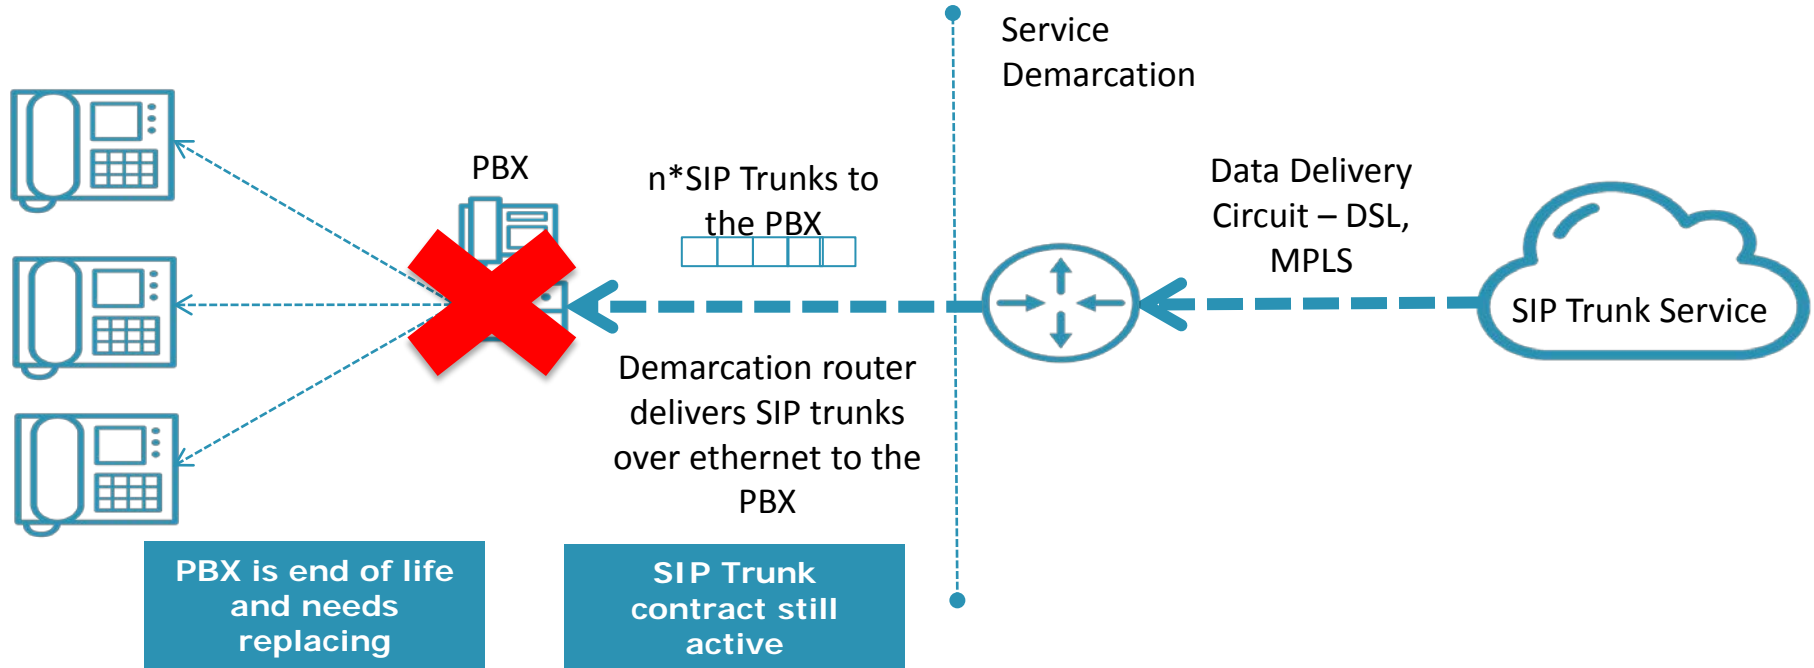 Service
Demarcation
PBX
n*SIP Trunks to
the PBX
Data Delivery
Circuit – DSL,
MPLS
SIP Trunk Service
Demarcation router
delivers SIP trunks
over ethernet to the
PBX
PBX is end of life
and needs
replacing
SIP Trunk
contract still
active